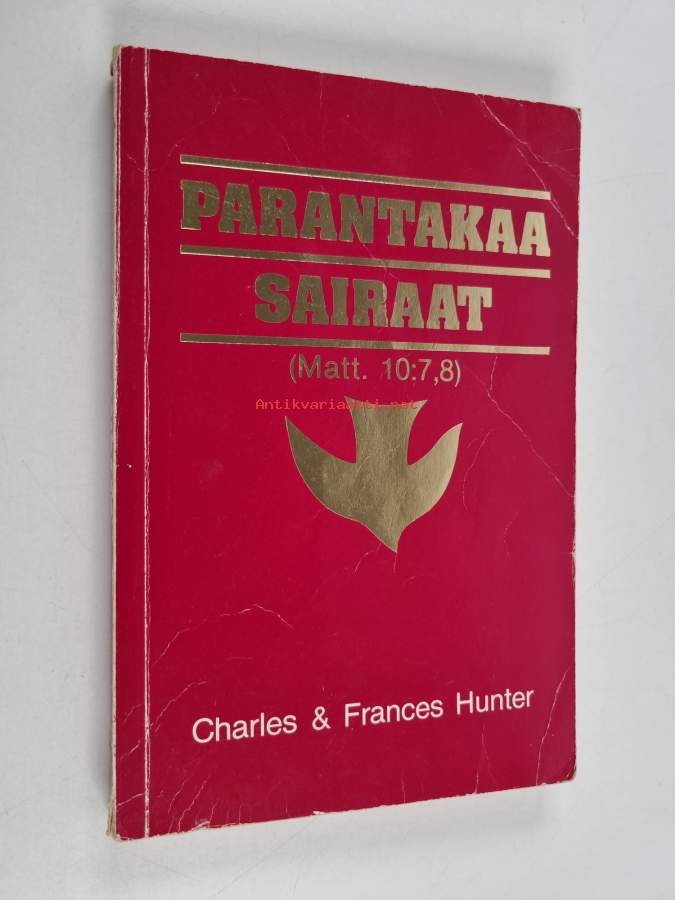 PARANTAKAA
SAIRAAT
(Matt. 10:7,8)
Antikvariaatti.net
Charles & Frances Hunter